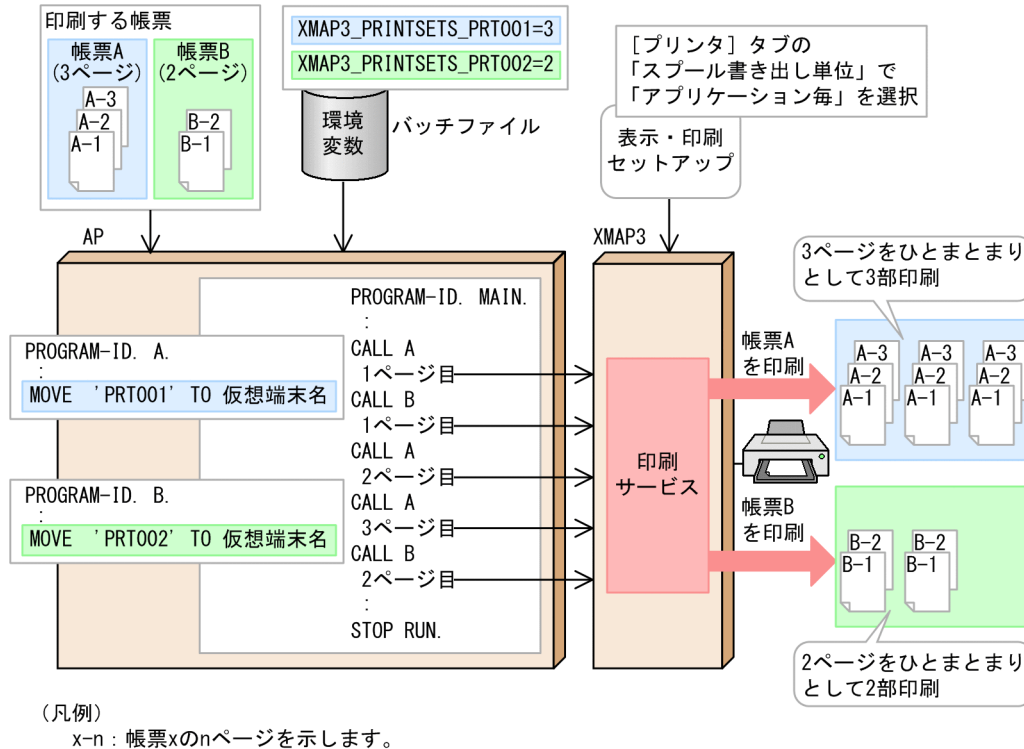 印刷する帳票
帳票A
(3ページ)
A-3
A-2
A-1
帳票B
(2ページ)
B-2
B-1
XMAP3_PRINTSETS_PRT001=3
XMAP3_PRINTSETS_PRT002=2
環境
変数
バッチファイル
[プリンタ]タブの
「スプール書き出し単位」で
「アプリケーション毎」を選択
表示・印刷
セットアップ
AP
XMAP3
PROGRAM-ID. MAIN.
:
CALL A
1ページ目
CALL B
1ページ目
CALL A
2ページ目
CALL A
3ページ目
CALL B
2ページ目
:
STOP RUN.
PROGRAM-ID. A.
:
MOVE 'PRT001' TO 仮想端末名
PROGRAM-ID. B.
:
MOVE 'PRT002' TO 仮想端末名
印刷
サービス
帳票A
を印刷
帳票B
を印刷
3ページをひとまとまり
として3部印刷
A-3 A-3 A-3
A-2 A-2 A-2
A-1 A-1 A-1
B-2 B-2
B-1 B-1
2ページをひとまとまり
として2部印刷
(凡例)
x-n:帳票xのnページを示します。